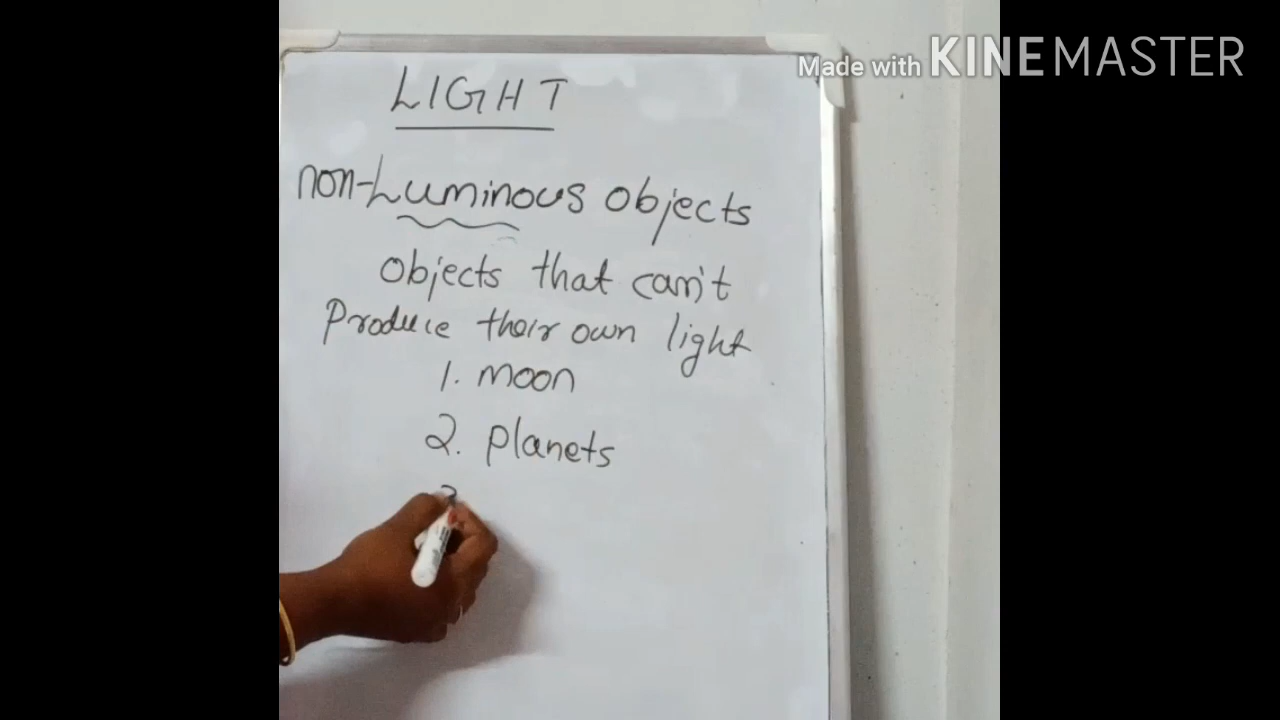 Made with KINEMASTER
LIGHT
non-Luminous objects
objects that can't
Produce their own light
1. moon
2. planets